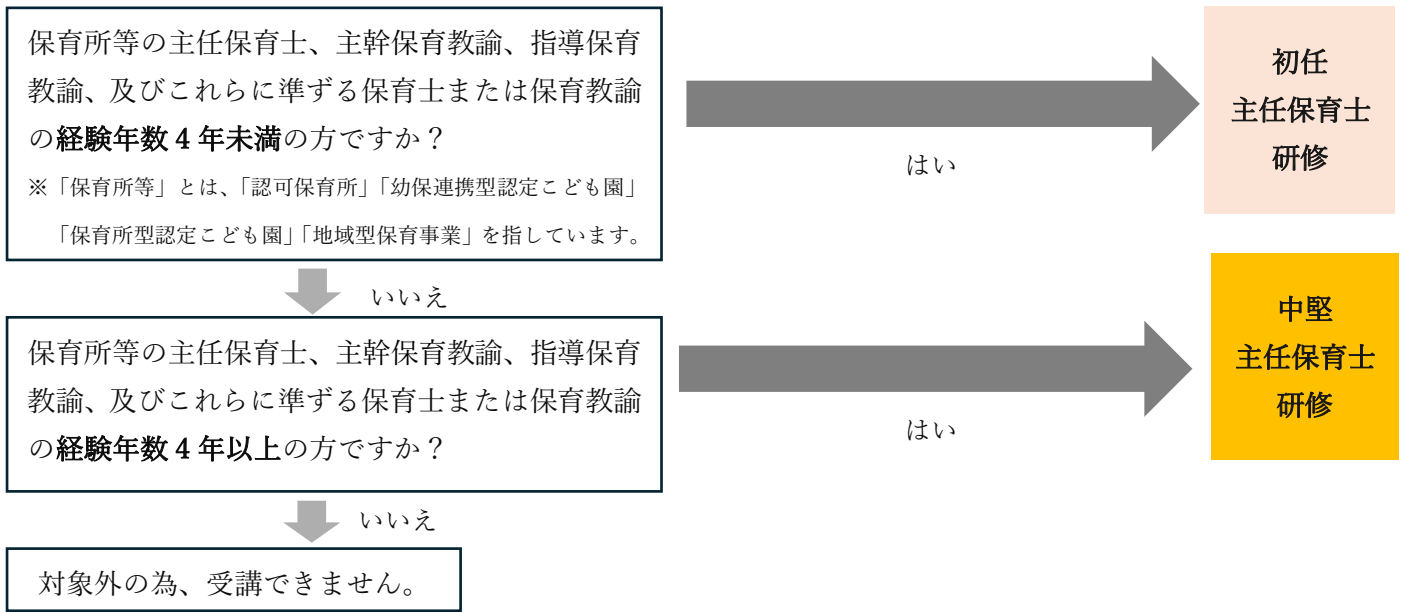 保育所等の主任保育士、主幹保育教諭、指導保育
教諭、及びこれらに準ずる保育士または保育教諭
の経験年数４年未満の方ですか？
※「保育所等」とは、「認可保育所」「幼保連携型認定こども園」
「保育所型認定こども園」「地域型保育事業」を指しています。
はい
初任
主任保育士
研修
いいえ
保育所等の主任保育士、主幹保育教諭、指導保育
教諭、及びこれらに準ずる保育士または保育教諭
の経験年数４年以上の方ですか？
はい
中堅
主任保育士
研修
いいえ
対象外の為、受講できません。